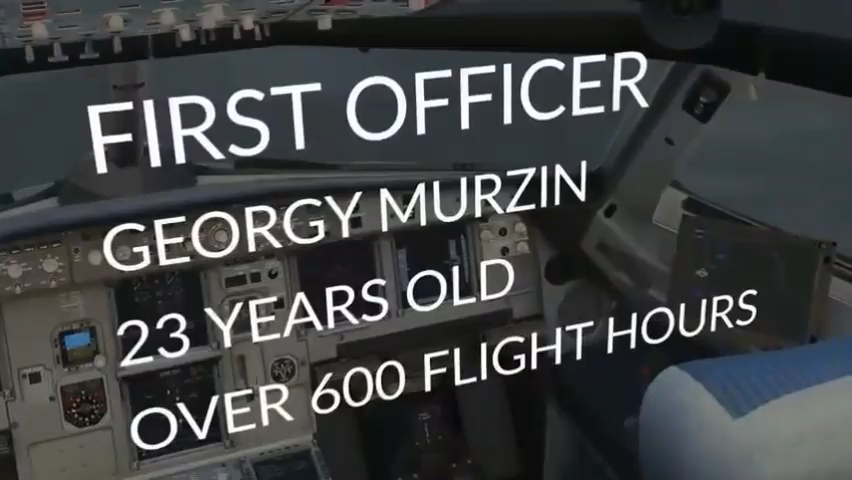 FIRST OFFICER
GEORGY MURZIN
23 YEARS OLD
OVER 600 FLIGHT HOURS